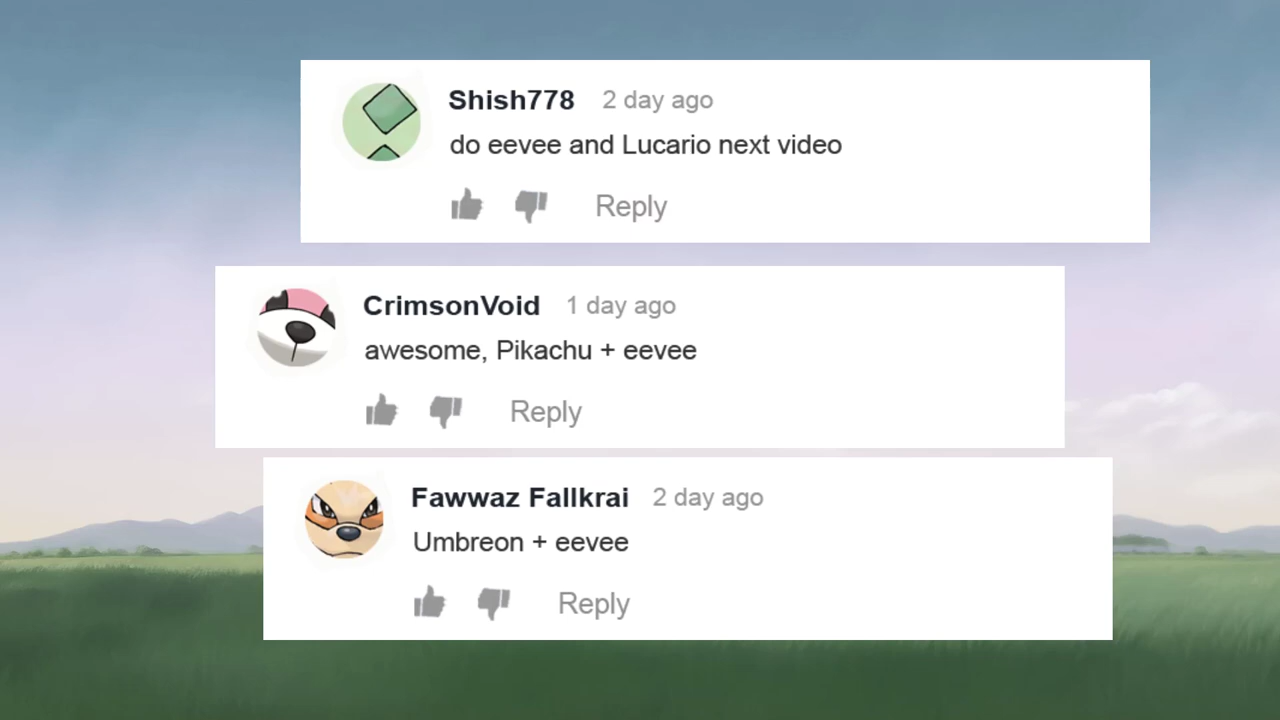 Shish778 2 day ago
do eevee and Lucario next video
Reply
CrimsonVoid 1 day ago
awesome, Pikachu + eevee
Reply
Fawwaz Fallkrai 2 day ago
Umbreon + eevee
Reply